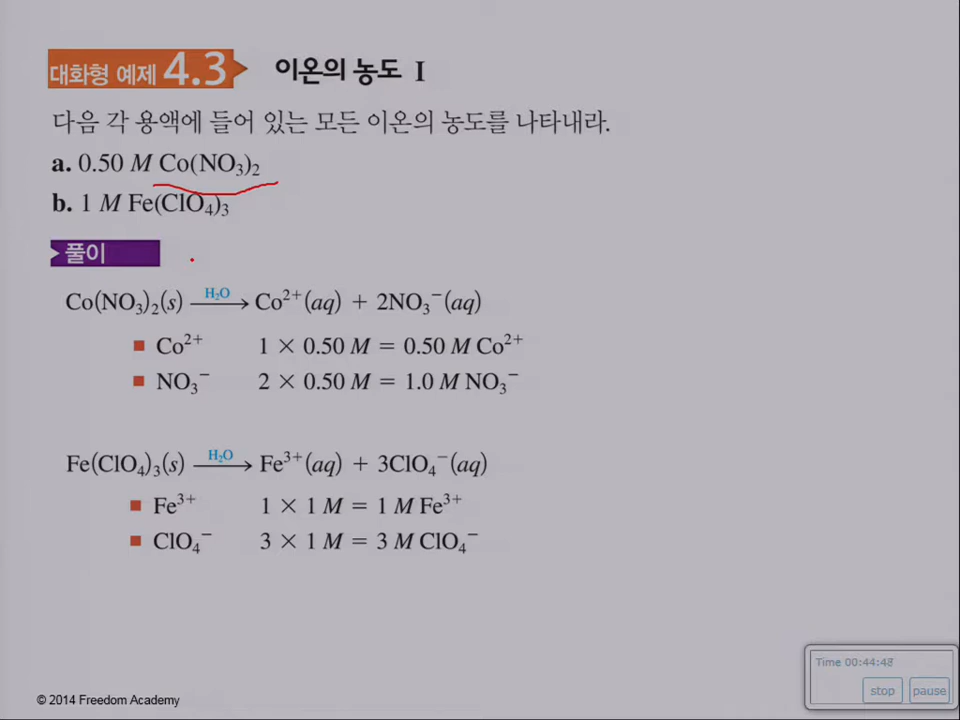 대화형 예제 4.3 이온의 농도 I
다음 각 용액에 들어 있는 모든 이온의 농도를 나타내라.
a. 0.50 M Co(NO₃)₂
b. 1 M Fe(ClO₄)₃
풀이
Co(NO₃)₂(s) —H₂O→ Co²⁺(aq) + 2NO₃⁻(aq)
■ Co²⁺ 1 × 0.50 M = 0.50 M Co²⁺
■ NO₃⁻ 2 × 0.50 M = 1.0 M NO₃⁻
Fe(ClO₄)₃(s) —H₂O→ Fe³⁺(aq) + 3ClO₄⁻(aq)
■ Fe³⁺ 1 × 1 M = 1 M Fe³⁺
■ ClO₄⁻ 3 × 1 M = 3 M ClO₄⁻
Time 00:44:48
stop pause
© 2014 Freedom Academy